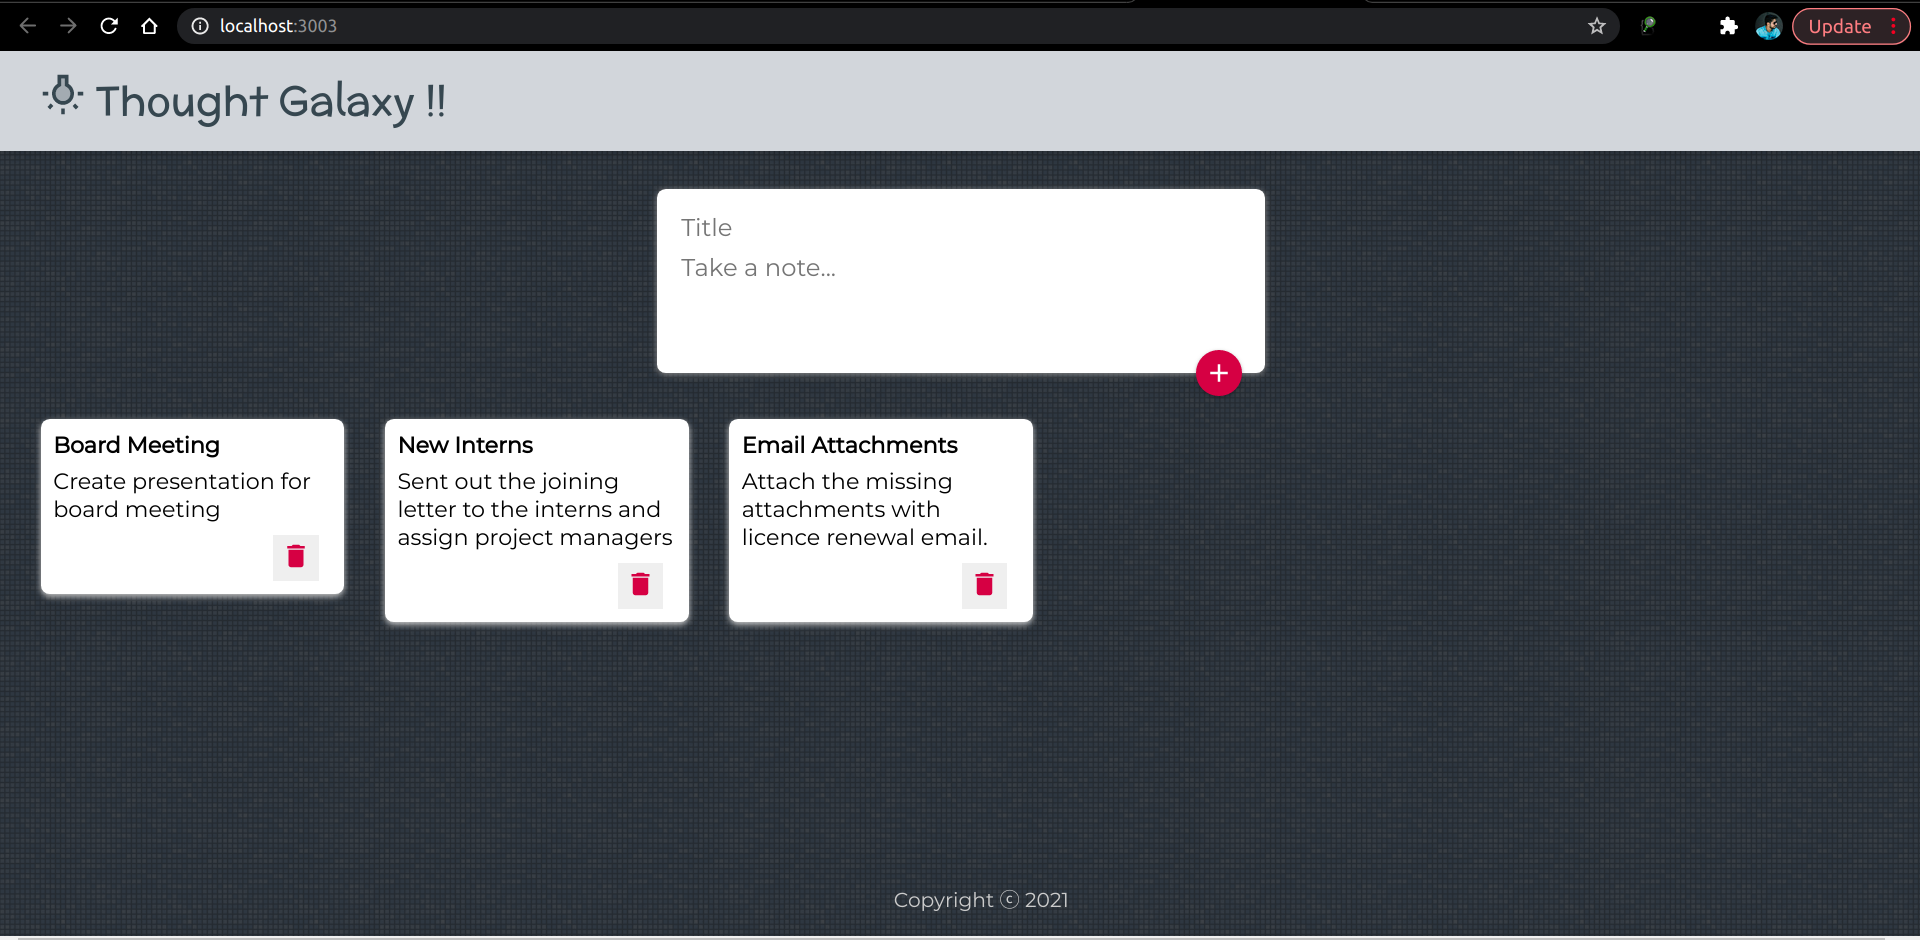 localhost:3003
Update
Thought Galaxy !!
Title
Take a note...
Board Meeting
Create presentation for
board meeting
New Interns
Sent out the joining
letter to the interns and
assign project managers
Email Attachments
Attach the missing
attachments with
licence renewal email.
Copyright ⓒ 2021